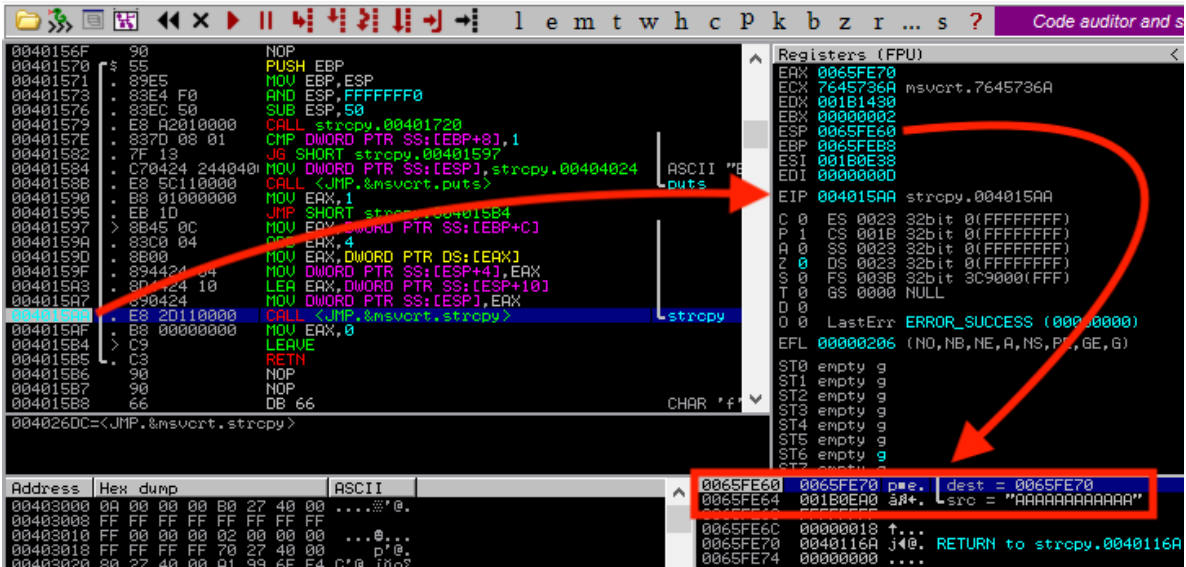 l e m t w h c P k b z r ... s ? Code auditor and s
0040156F 90 NOP
00401570 $ 55 PUSH EBP
00401571 . 89E5 MOV EBP,ESP
00401573 . 83E4 F0 AND ESP,FFFFFFF0
00401576 . 83EC 50 SUB ESP,50
00401579 . E8 A2010000 CALL strcpy.00401720
0040157E . 837D 08 01 CMP DWORD PTR SS:[EBP+8],1
00401582 . 7F 13 JG SHORT strcpy.00401597
00401584 . C70424 244040 MOV DWORD PTR SS:[ESP],strcpy.00404024 ASCII "E
0040158B . E8 5C110000 CALL <JMP.&msvcrt.puts> puts
00401590 . B8 01000000 MOV EAX,1
00401595 . EB 1D JMP SHORT strcpy.004015B4
00401597 > 8B45 0C MOV EAX,DWORD PTR SS:[EBP+C]
0040159A . 83C0 04 ADD EAX,4
0040159D . 8B00 MOV EAX,DWORD PTR DS:[EAX]
0040159F . 894424 04 MOV DWORD PTR SS:[ESP+4],EAX
004015A3 . 8D4424 10 LEA EAX,DWORD PTR SS:[ESP+10]
004015A7 . 890424 MOV DWORD PTR SS:[ESP],EAX
004015AA . E8 2D110000 CALL <JMP.&msvcrt.strcpy> strcpy
004015AF . B8 00000000 MOV EAX,0
004015B4 > C9 LEAVE
004015B5 . C3 RETN
004015B6 90 NOP
004015B7 90 NOP
004015B8 66 DB 66 CHAR 'f'
004026DC=<JMP.&msvcrt.strcpy>
Registers (FPU) <
EAX 0065FE70
ECX 7645736A msvcrt.7645736A
EDX 001B1430
EBX 00000002
ESP 0065FE60
EBP 0065FEB8
ESI 001B0E38
EDI 0000000D
EIP 004015AA strcpy.004015AA
C 0 ES 0023 32bit 0(FFFFFFFF)
P 1 CS 001B 32bit 0(FFFFFFFF)
A 0 SS 0023 32bit 0(FFFFFFFF)
Z 0 DS 0023 32bit 0(FFFFFFFF)
S 0 FS 003B 32bit 3C9000(FFF)
T 0 GS 0000 NULL
D 0
O 0 LastErr ERROR_SUCCESS (00000000)
EFL 00000206 (NO,NB,NE,A,NS,PE,GE,G)
ST0 empty g
ST1 empty g
ST2 empty g
ST3 empty g
ST4 empty g
ST5 empty g
ST6 empty g
ST7 empty g
Address Hex dump ASCII
00403000 0A 00 00 00 B0 27 40 00 ....▒'@.
00403008 FF FF FF FF FF FF FF FF
00403010 FF 00 00 00 02 00 00 00 ...☻...
00403018 FF FF FF FF 70 27 40 00 p'@.
00403020 80 27 40 00
0065FE60 0065FE70 p■e. dest = 0065FE70
0065FE64 001B0EA0 src = "AAAAAAAAAAAA"
FFFFFFFF
0065FE6C 00000018 ↑...
0065FE70 0040116A j◄@. RETURN to strcpy.0040116A
0065FE74 00000000 ....